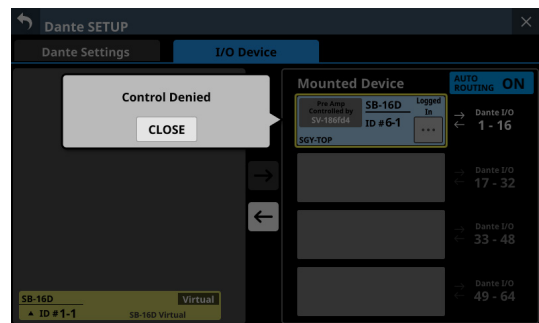 Dante SETUP
Dante Settings
I/O Device
Control Denied
CLOSE
Mounted Device
AUTO ROUTING ON
Pre Amp
Controlled by
SV-186fd4
SB-16D
ID # 6-1
Logged
In
...
SGY-TOP
Dante I/O
1 - 16
Dante I/O
17 - 32
Dante I/O
33 - 48
Dante I/O
49 - 64
SB-16D
Virtual
ID # 1-1
SB-16D Virtual